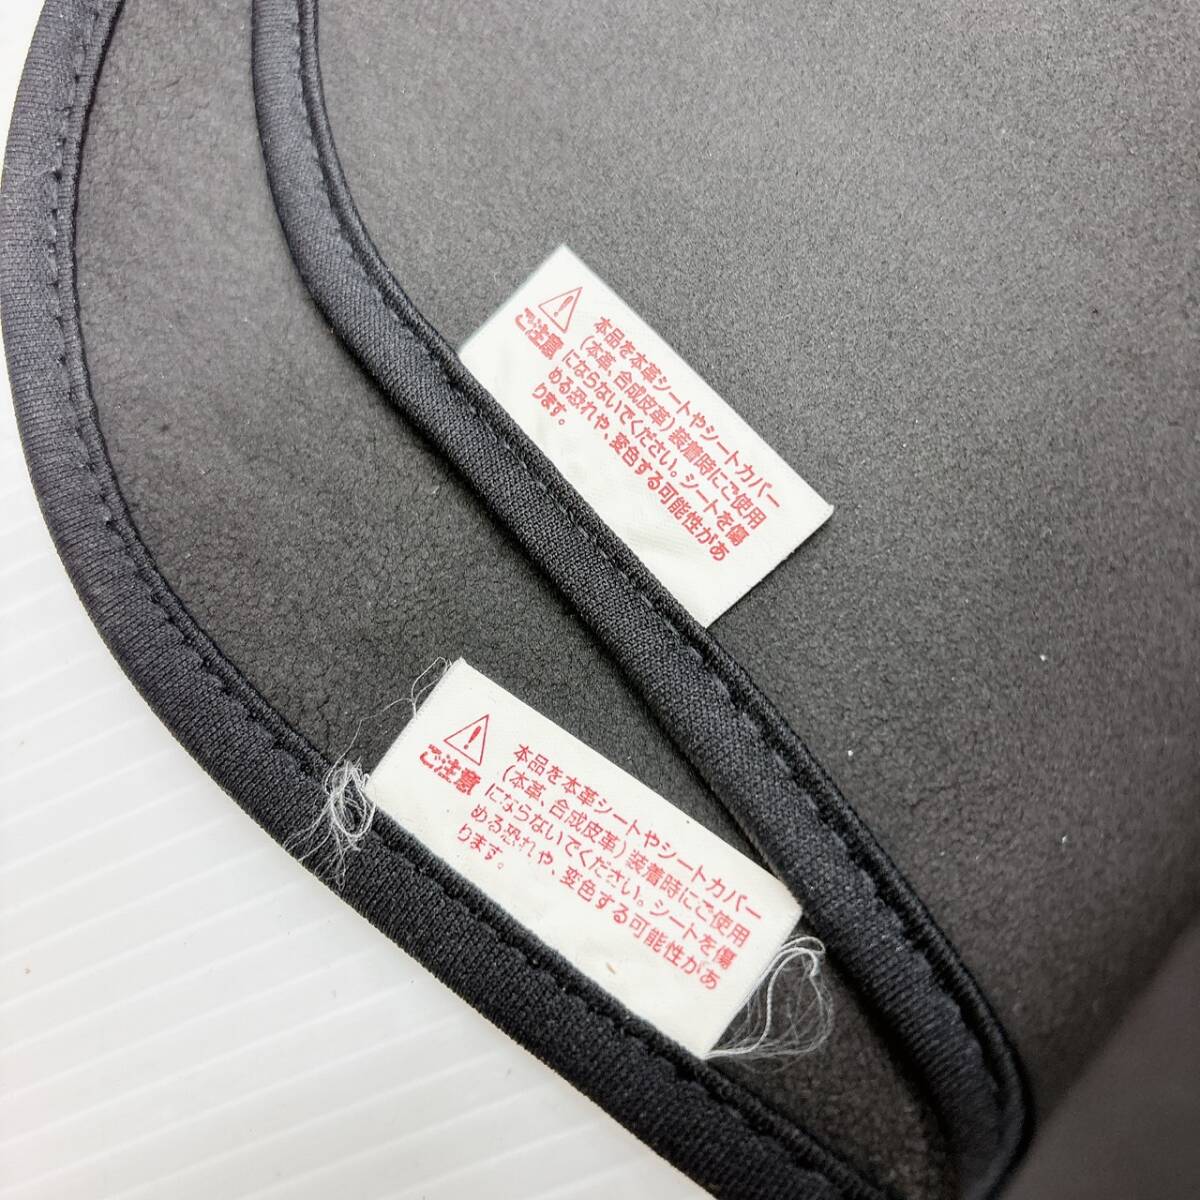 ご注意
本品を本革シートやシートカバー
(本革、合成皮革)装着時にご使用
にならないでください。シートを傷
める恐れや、変色する可能性があ
ります。
ご注意
本品を本革シートやシートカバー
(本革、合成皮革)装着時にご使用
にならないでください。シートを傷
める恐れや、変色する可能性があ
ります。